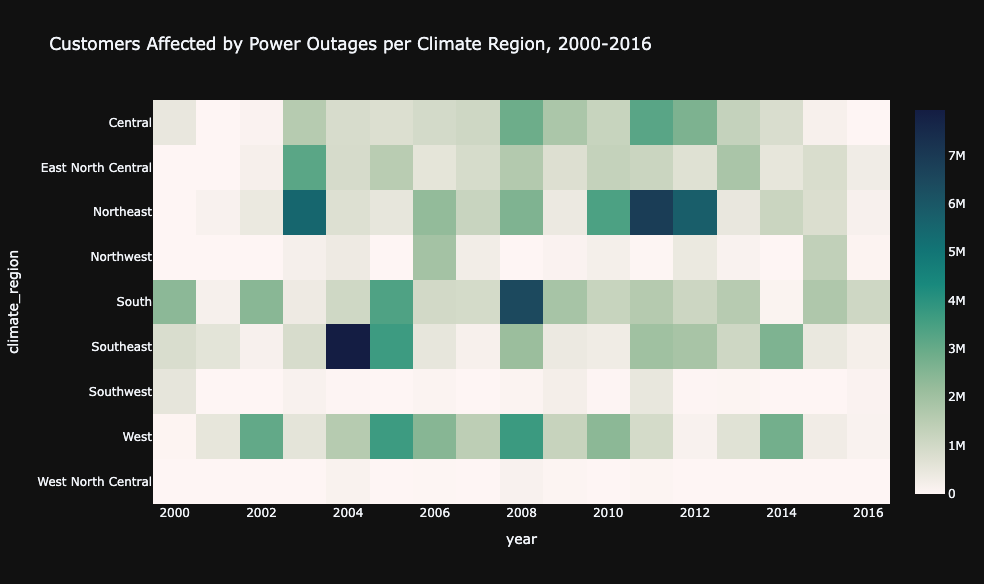 Customers Affected by Power Outages per Climate Region, 2000-2016
Central
East North Central
Northeast
Northwest
South
Southeast
Southwest
West
West North Central
climate_region
2000 2002 2004 2006 2008 2010 2012 2014 2016
year
7M
6M
5M
4M
3M
2M
1M
0